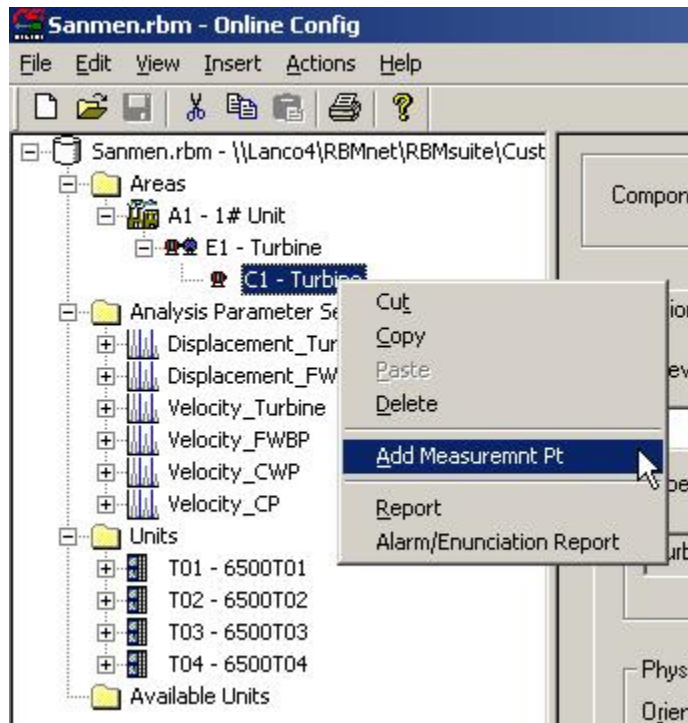 Sanmen.rbm - Online Config
File Edit View Insert Actions Help
Sanmen.rbm - \\Lanco4\RBMnet\RBMsuite\Cust
Areas
A1 - 1# Unit
E1 - Turbine
C1 - Turbine
Analysis Parameter Se
Displacement_Tur
Displacement_FW
Velocity_Turbine
Velocity_FWBP
Velocity_CWP
Velocity_CP
Units
T01 - 6500T01
T02 - 6500T02
T03 - 6500T03
T04 - 6500T04
Available Units
Cut
Copy
Paste
Delete
Add Measuremnt Pt
Report
Alarm/Enunciation Report
Compon
Phys
Orien